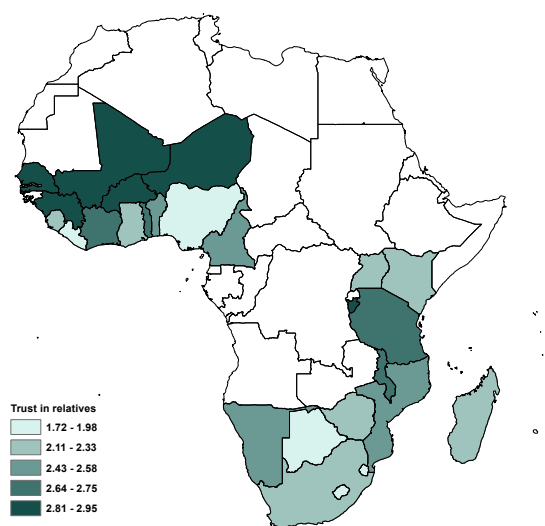 Trust in relatives
1.72 - 1.98
2.11 - 2.33
2.43 - 2.58
2.64 - 2.75
2.81 - 2.95